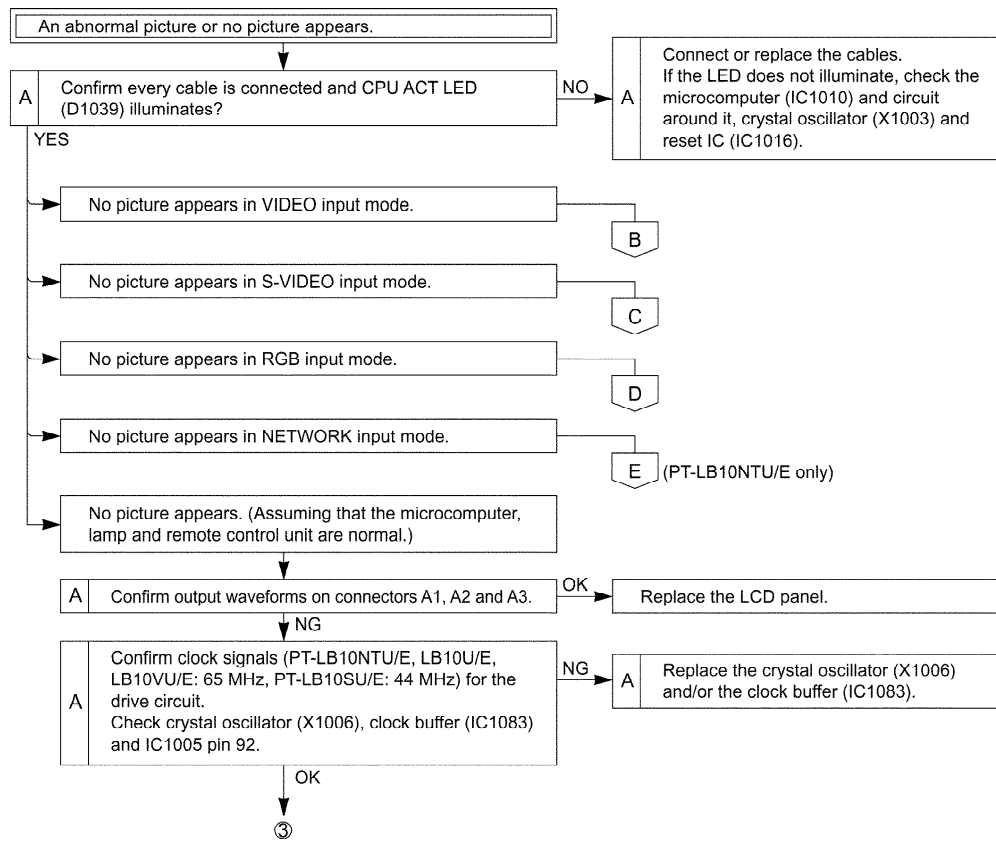 An abnormal picture or no picture appears.
A
Confirm every cable is connected and CPU ACT LED
(D1039) illuminates?
NO
A
Connect or replace the cables.
If the LED does not illuminate, check the
microcomputer (IC1010) and circuit
around it, crystal oscillator (X1003) and
reset IC (IC1016).
YES
No picture appears in VIDEO input mode.
B
No picture appears in S-VIDEO input mode.
C
No picture appears in RGB input mode.
D
No picture appears in NETWORK input mode.
E
(PT-LB10NTU/E only)
No picture appears. (Assuming that the microcomputer,
lamp and remote control unit are normal.)
A
Confirm output waveforms on connectors A1, A2 and A3.
OK
Replace the LCD panel.
NG
A
Confirm clock signals (PT-LB10NTU/E, LB10U/E,
LB10VU/E: 65 MHz, PT-LB10SU/E: 44 MHz) for the
drive circuit.
Check crystal oscillator (X1006), clock buffer (IC1083)
and IC1005 pin 92.
NG
A
Replace the crystal oscillator (X1006)
and/or the clock buffer (IC1083).
OK
③